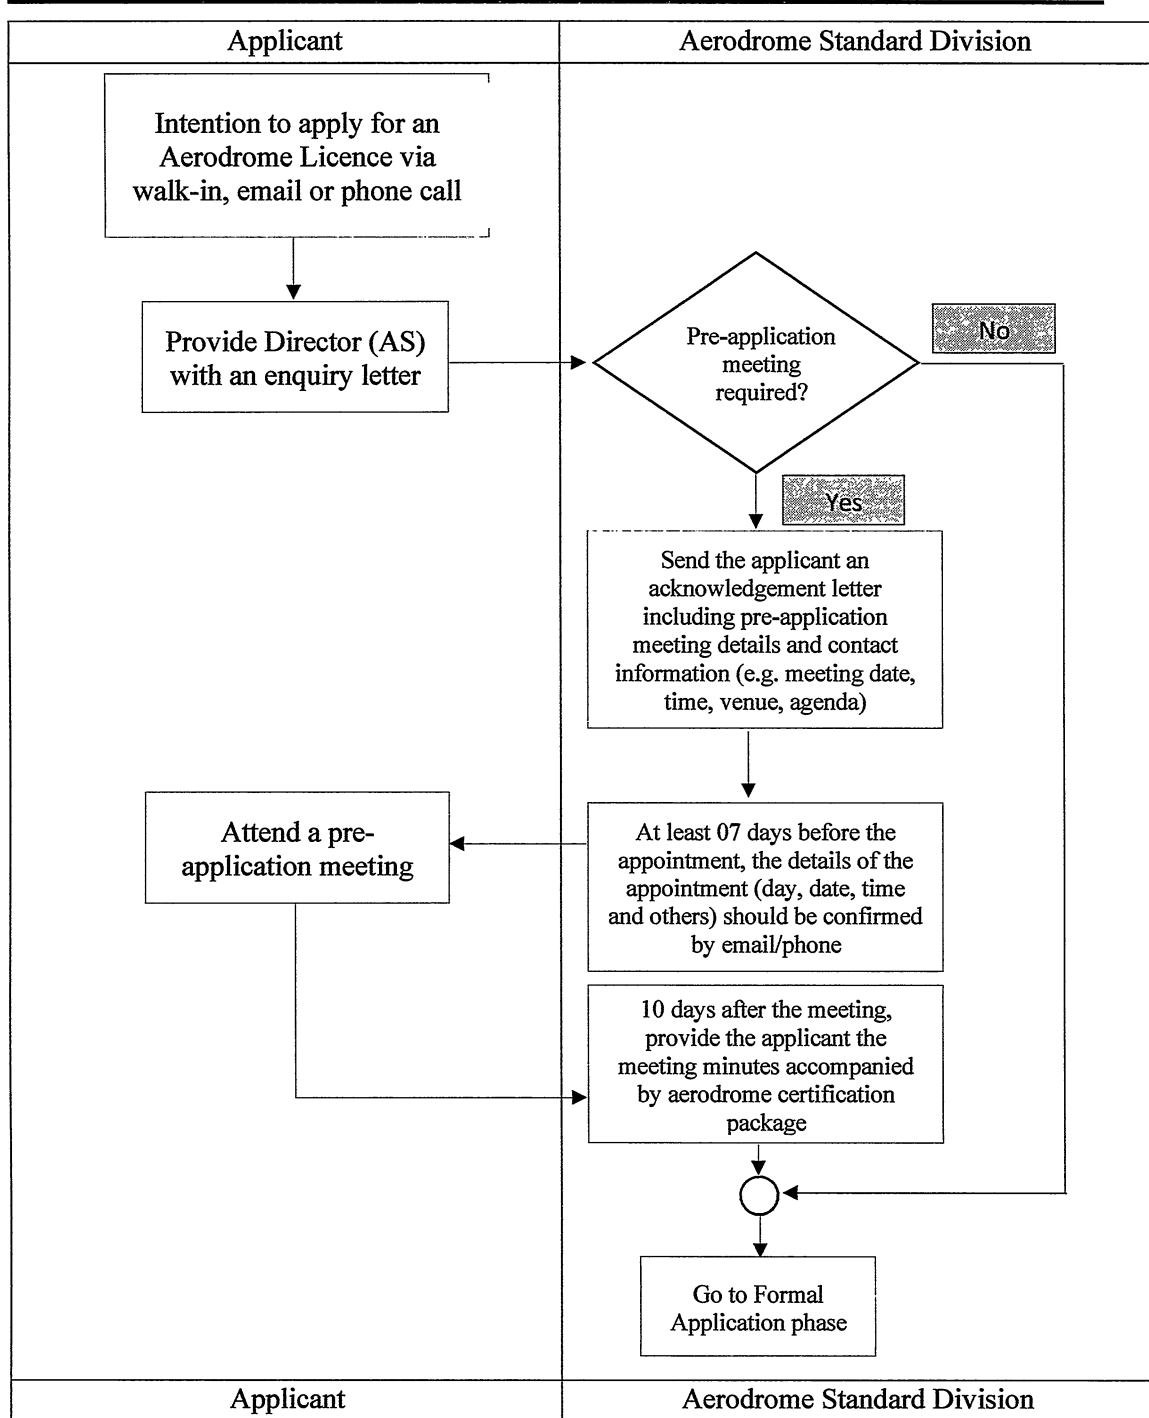 Applicant
Aerodrome Standard Division
Intention to apply for an
Aerodrome Licence via
walk-in, email or phone call
Provide Director (AS)
with an enquiry letter
Pre-application
meeting
required?
No
Yes
Send the applicant an
acknowledgement letter
including pre-application
meeting details and contact
information (e.g. meeting date,
time, venue, agenda)
At least 07 days before the
appointment, the details of the
appointment (day, date, time
and others) should be confirmed
by email/phone
Attend a pre-
application meeting
10 days after the meeting,
provide the applicant the
meeting minutes accompanied
by aerodrome certification
package
Go to Formal
Application phase
Applicant
Aerodrome Standard Division